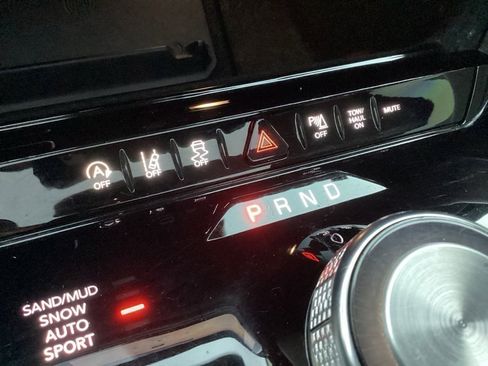 OFF
OFF
OFF
P OFF
TOW/
HAUL
ON
MUTE
P R N D
SAND/MUD
SNOW
AUTO
SPORT